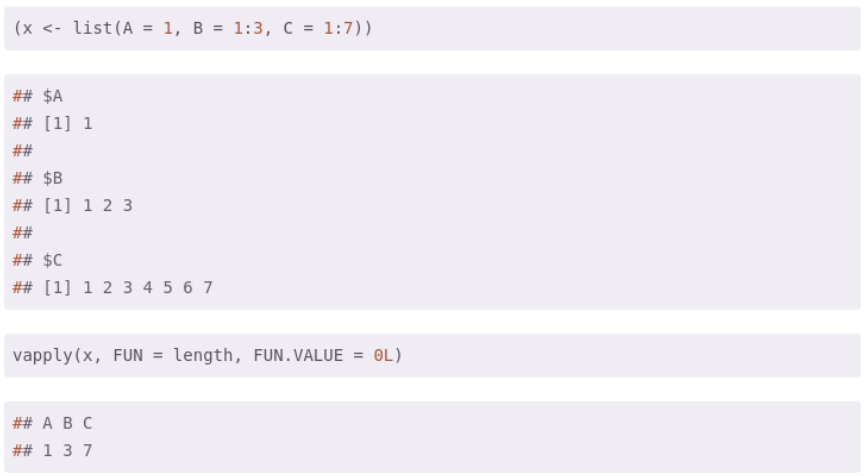 (x <- list(A = 1, B = 1:3, C = 1:7))
## $A
## [1] 1
##
## $B
## [1] 1 2 3
##
## $C
## [1] 1 2 3 4 5 6 7
vapply(x, FUN = length, FUN.VALUE = 0L)
## A B C
## 1 3 7